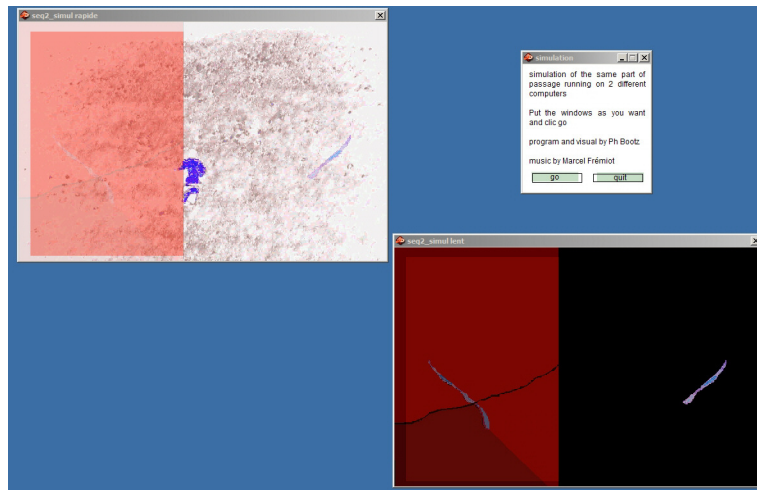 seq2_simul rapide
simulation
simulation of the same part of
passage running on 2 different
computers
Put the windows as you want
and clic go
program and visual by Ph Bootz
music by Marcel Frémiot
go
quit
seq2_simul lent